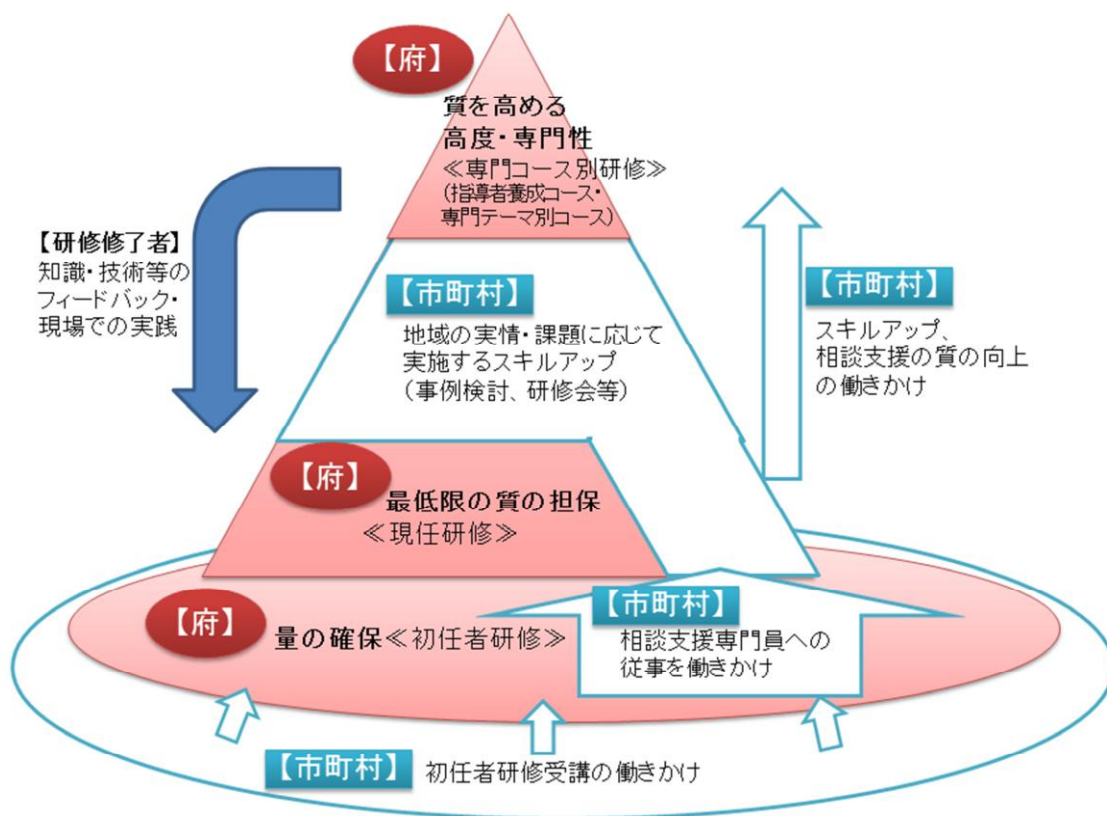 【府】
質を高める
高度・専門性
≪専門コース別研修≫
(指導者養成コース・
専門テーマ別コース)
【研修修了者】
知識・技術等の
フィードバック・
現場での実践
【市町村】
地域の実情・課題に応じて
実施するスキルアップ
(事例検討、研修会等)
【市町村】
スキルアップ、
相談支援の質の向上
の働きかけ
【府】
最低限の質の担保
≪現任研修≫
【府】
量の確保≪初任者研修≫
【市町村】
相談支援専門員への
従事を働きかけ
【市町村】 初任者研修受講の働きかけ